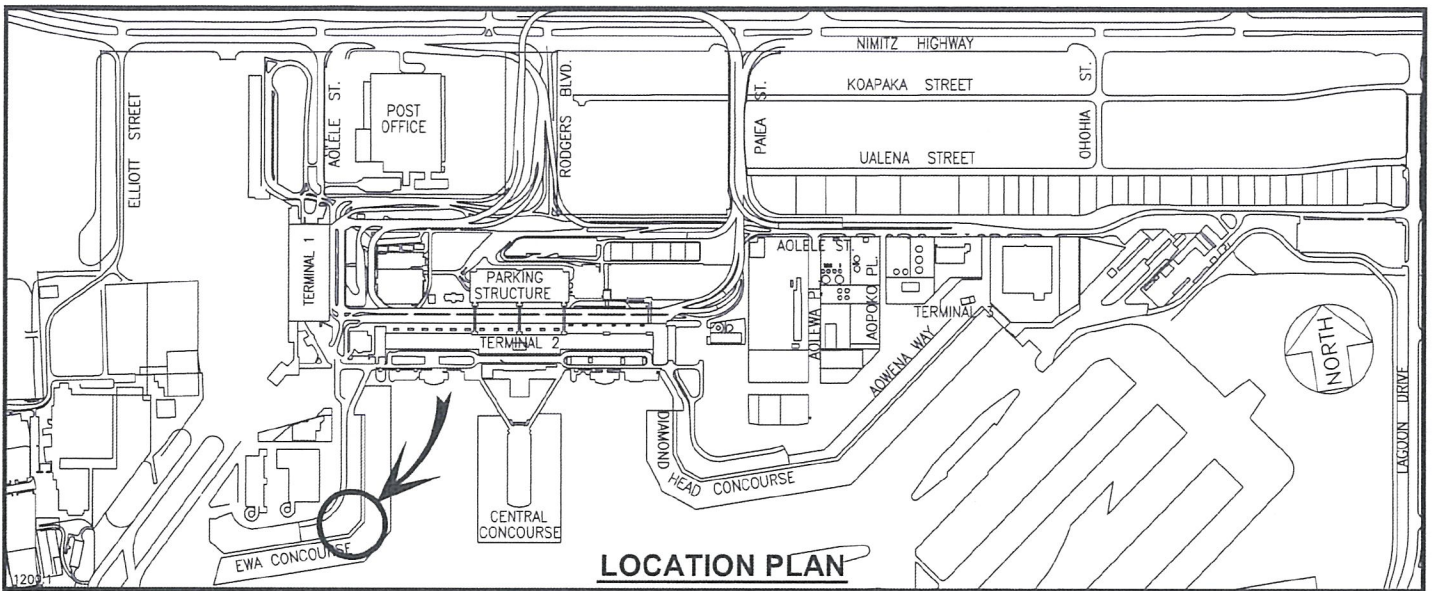 NIMITZ HIGHWAY
KOAPAKA STREET
OHOHIA ST.
UALENA STREET
ELLIOTT STREET
AOLELE ST.
POST
OFFICE
RODGERS BLVD.
PAIEA ST.
TERMINAL 1
PARKING
STRUCTURE
TERMINAL 2
AOLELE ST.
AOLEWA PL.
AOPOKO PL.
TERMINAL 3
AOWENA WAY
NORTH
LAGOON DRIVE
DIAMOND
HEAD CONCOURSE
CENTRAL
CONCOURSE
EWA CONCOURSE
LOCATION PLAN